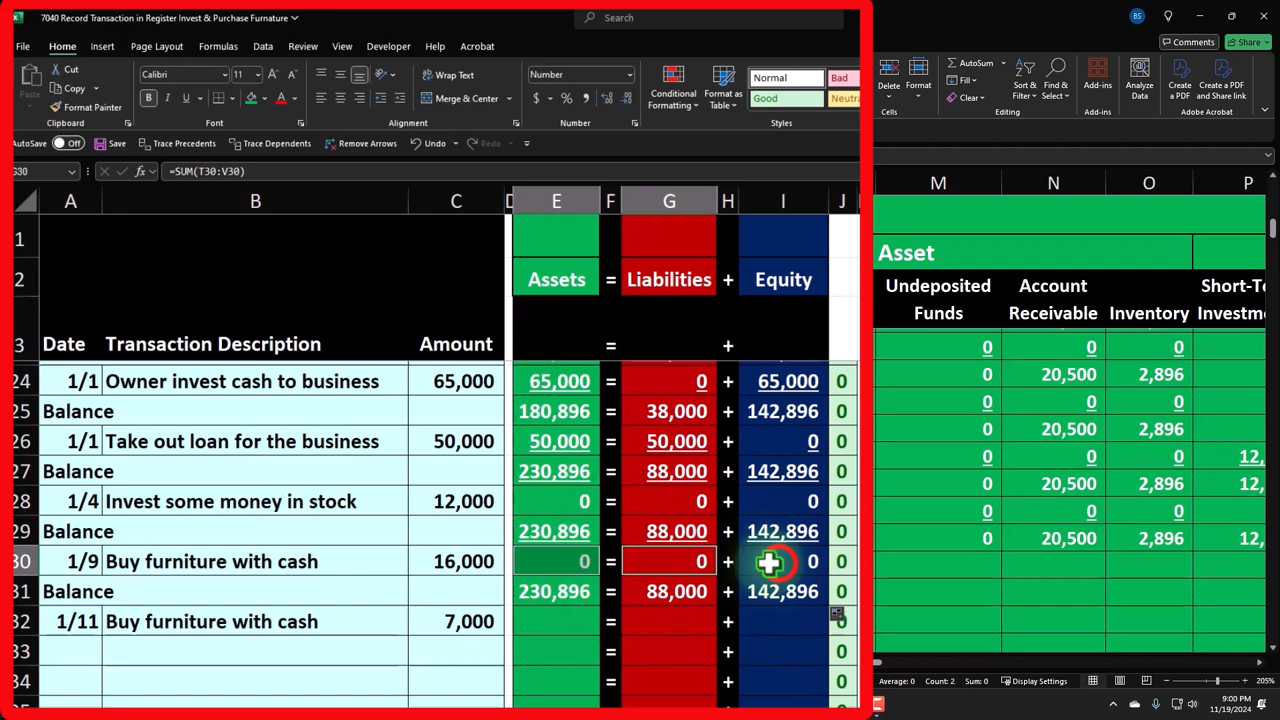 7040 Record Transaction in Register Invest & Purchase Furnature
Search
BS
File Home Insert Page Layout Formulas Data Review View Developer Help Acrobat
Comments Share
Cut
Copy
Format Painter
Paste
Clipboard
Calibri 11
B I U
Font
Wrap Text
Merge & Center
Alignment
Number
$ % ,
Number
Conditional Formatting
Format as Table
Normal Bad
Good Neutra
Styles
Delete Format
Cells
AutoSum
Fill
Clear
Sort & Filter
Find & Select
Editing
Add-ins
Add-ins
Analyze Data
Create a PDF
Create a PDF and Share link
Adobe Acrobat
AutoSave Off Save Trace Precedents Trace Dependents Remove Arrows Undo Redo
G30 fx =SUM(T30:V30)
A B C D E F G H I J M N O P
1
2 Assets = Liabilities + Equity Asset
3 Date Transaction Description Amount = + Undeposited Funds Account Receivable Inventory Short-Te Investme
24 1/1 Owner invest cash to business 65,000 65,000 = 0 + 65,000 0 0 0 0
25 Balance 180,896 = 38,000 + 142,896 0 0 20,500 2,896
26 1/1 Take out loan for the business 50,000 50,000 = 50,000 + 0 0 0 0 0
27 Balance 230,896 = 88,000 + 142,896 0 0 20,500 2,896
28 1/4 Invest some money in stock 12,000 0 = 0 + 0 0 0 0 0 12,
29 Balance 230,896 = 88,000 + 142,896 0 0 20,500 2,896 12,
30 1/9 Buy furniture with cash 16,000 0 = 0 + 0 0 0 0 0
31 Balance 230,896 = 88,000 + 142,896 0 0 20,500 2,896
32 1/11 Buy furniture with cash 7,000 = + 0
33 = + 0
34 = + 0
Average: 0 Count: 2 Sum: 0 Display Settings 205%
9:00 PM
11/19/2024